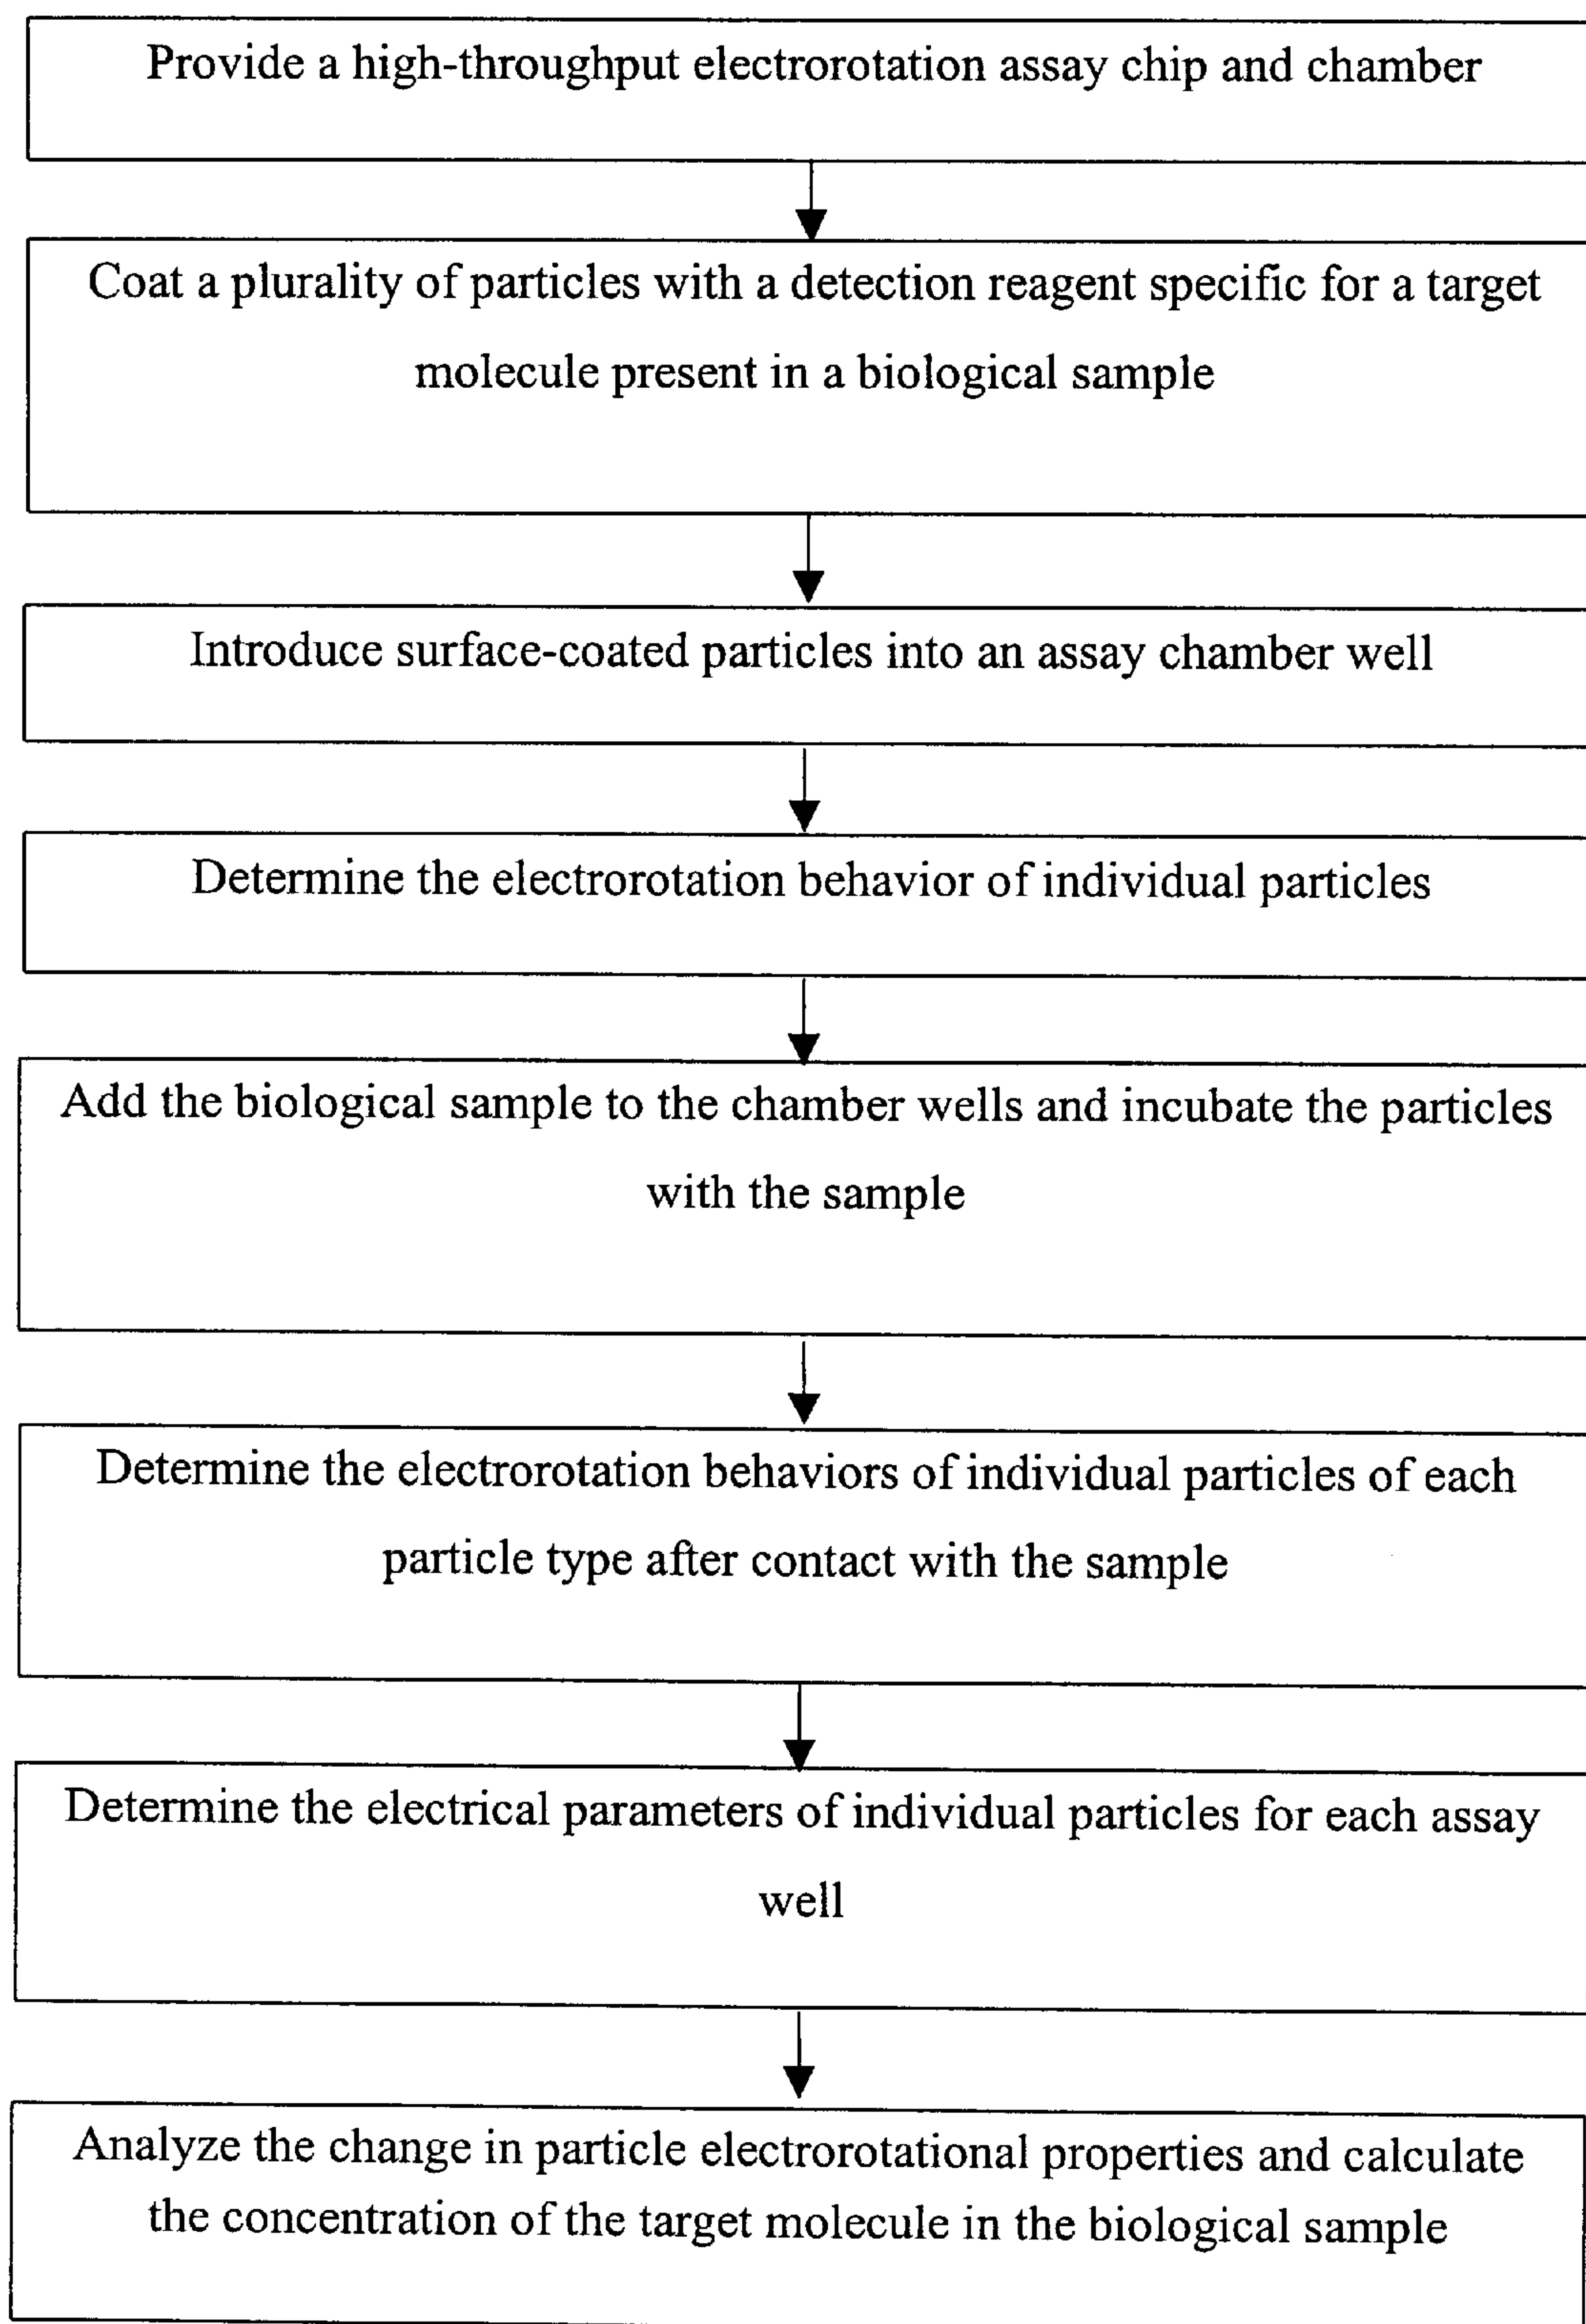 Provide a high-throughput electrorotation assay chip and chamber
Coat a plurality of particles with a detection reagent specific for a target
molecule present in a biological sample
Introduce surface-coated particles into an assay chamber well
Determine the electrorotation behavior of individual particles
Add the biological sample to the chamber wells and incubate the particles
with the sample
Determine the electrorotation behaviors of individual particles of each
particle type after contact with the sample
Determine the electrical parameters of individual particles for each assay
well
Analyze the change in particle electrorotational properties and calculate
the concentration of the target molecule in the biological sample